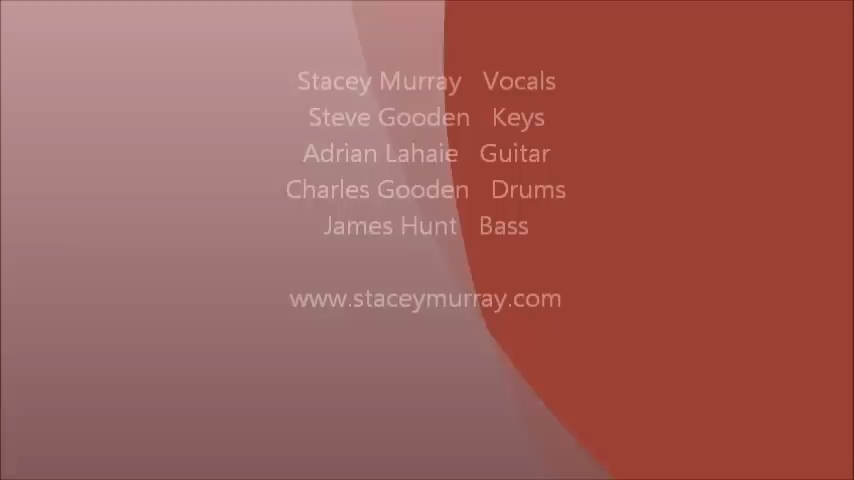 Stacey Murray Vocals
Steve Gooden Keys
Adrian Lahaie Guitar
Charles Gooden Drums
James Hunt Bass
www.staceymurray.com